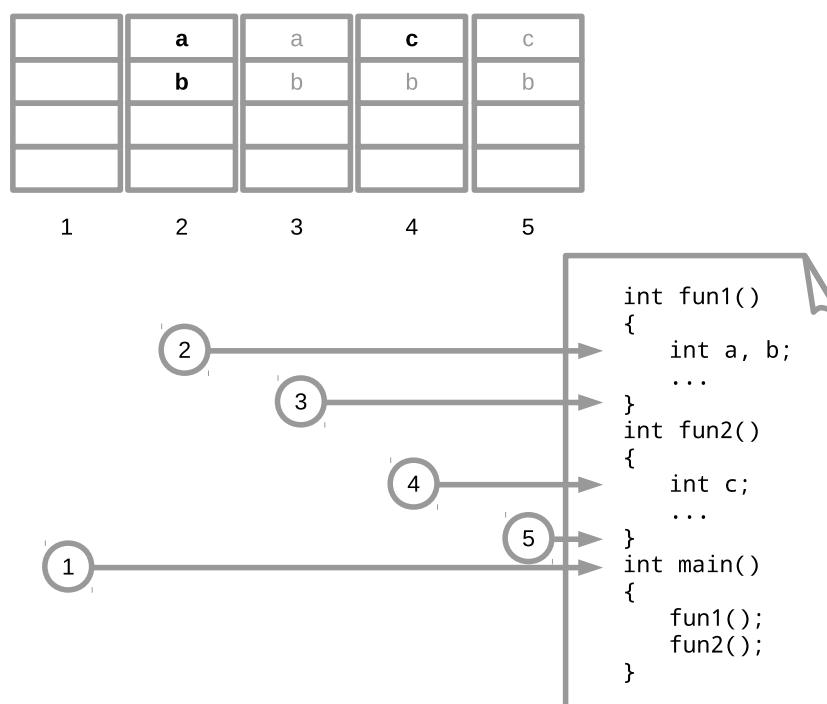 a a c c
b b b b
1 2 3 4 5
int fun1()
{
2
int a, b;
...
3
}
int fun2()
{
4
int c;
...
5
}
1
int main()
{
fun1();
fun2();
}